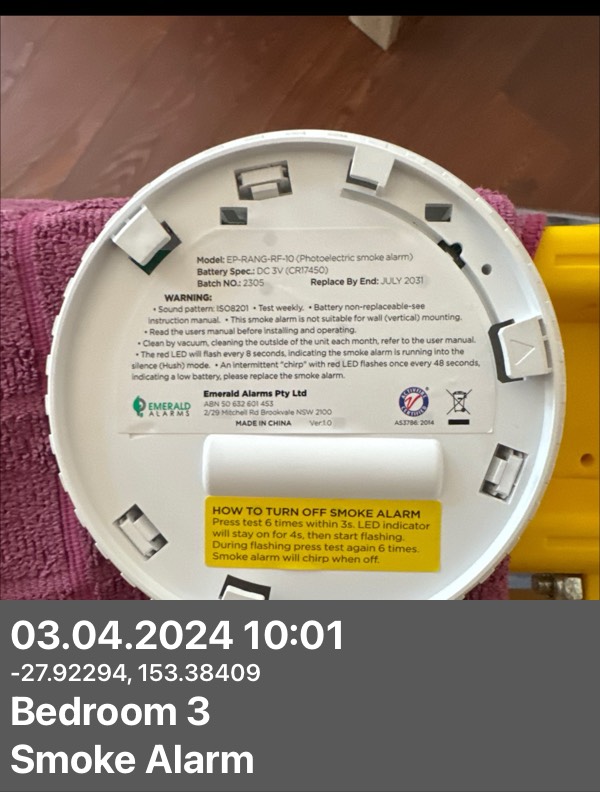 Model: EP-RANG-RF-10 (Photoelectric smoke alarm)
Battery Spec.: DC 3V (CR17450)
Batch NO.: 2305 Replace By End: JULY 2031
WARNING:
• Sound pattern: ISO8201 • Test weekly. • Battery non-replaceable-see
instruction manual. • This smoke alarm is not suitable for wall (vertical) mounting.
• Read the users manual before installing and operating.
• Clean by vacuum, cleaning the outside of the unit each month, refer to the user manual.
• The red LED will flash every 8 seconds, indicating the smoke alarm is running into the
silence (Hush) mode. • An intermittent "chirp" with red LED flashes once every 48 seconds,
indicating a low battery, please replace the smoke alarm.
EMERALD
ALARMS
Emerald Alarms Pty Ltd
ABN 50 632 601 453
2/29 Mitchell Rd Brookvale NSW 2100
MADE IN CHINA Ver1.0
ACTIVFIRE
CERTIFIED
AS3786: 2014
HOW TO TURN OFF SMOKE ALARM
Press test 6 times within 3s. LED indicator
will stay on for 4s, then start flashing.
During flashing press test again 6 times.
Smoke alarm will chirp when off.
03.04.2024 10:01
-27.92294, 153.38409
Bedroom 3
Smoke Alarm